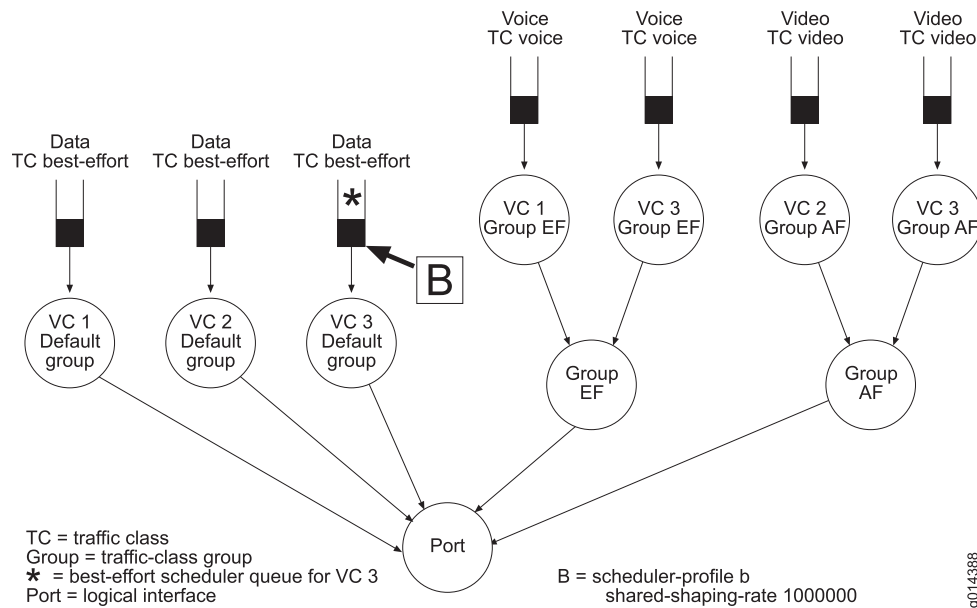 Voice
TC voice
Voice
TC voice
Video
TC video
Video
TC video
Data
TC best-effort
Data
TC best-effort
Data
TC best-effort
*
B
VC 1
Group EF
VC 3
Group EF
VC 2
Group AF
VC 3
Group AF
VC 1
Default
group
VC 2
Default
group
VC 3
Default
group
Group
EF
Group
AF
Port
TC = traffic class
Group = traffic-class group
* = best-effort scheduler queue for VC 3
Port = logical interface
B = scheduler-profile b
shared-shaping-rate 1000000
g014388